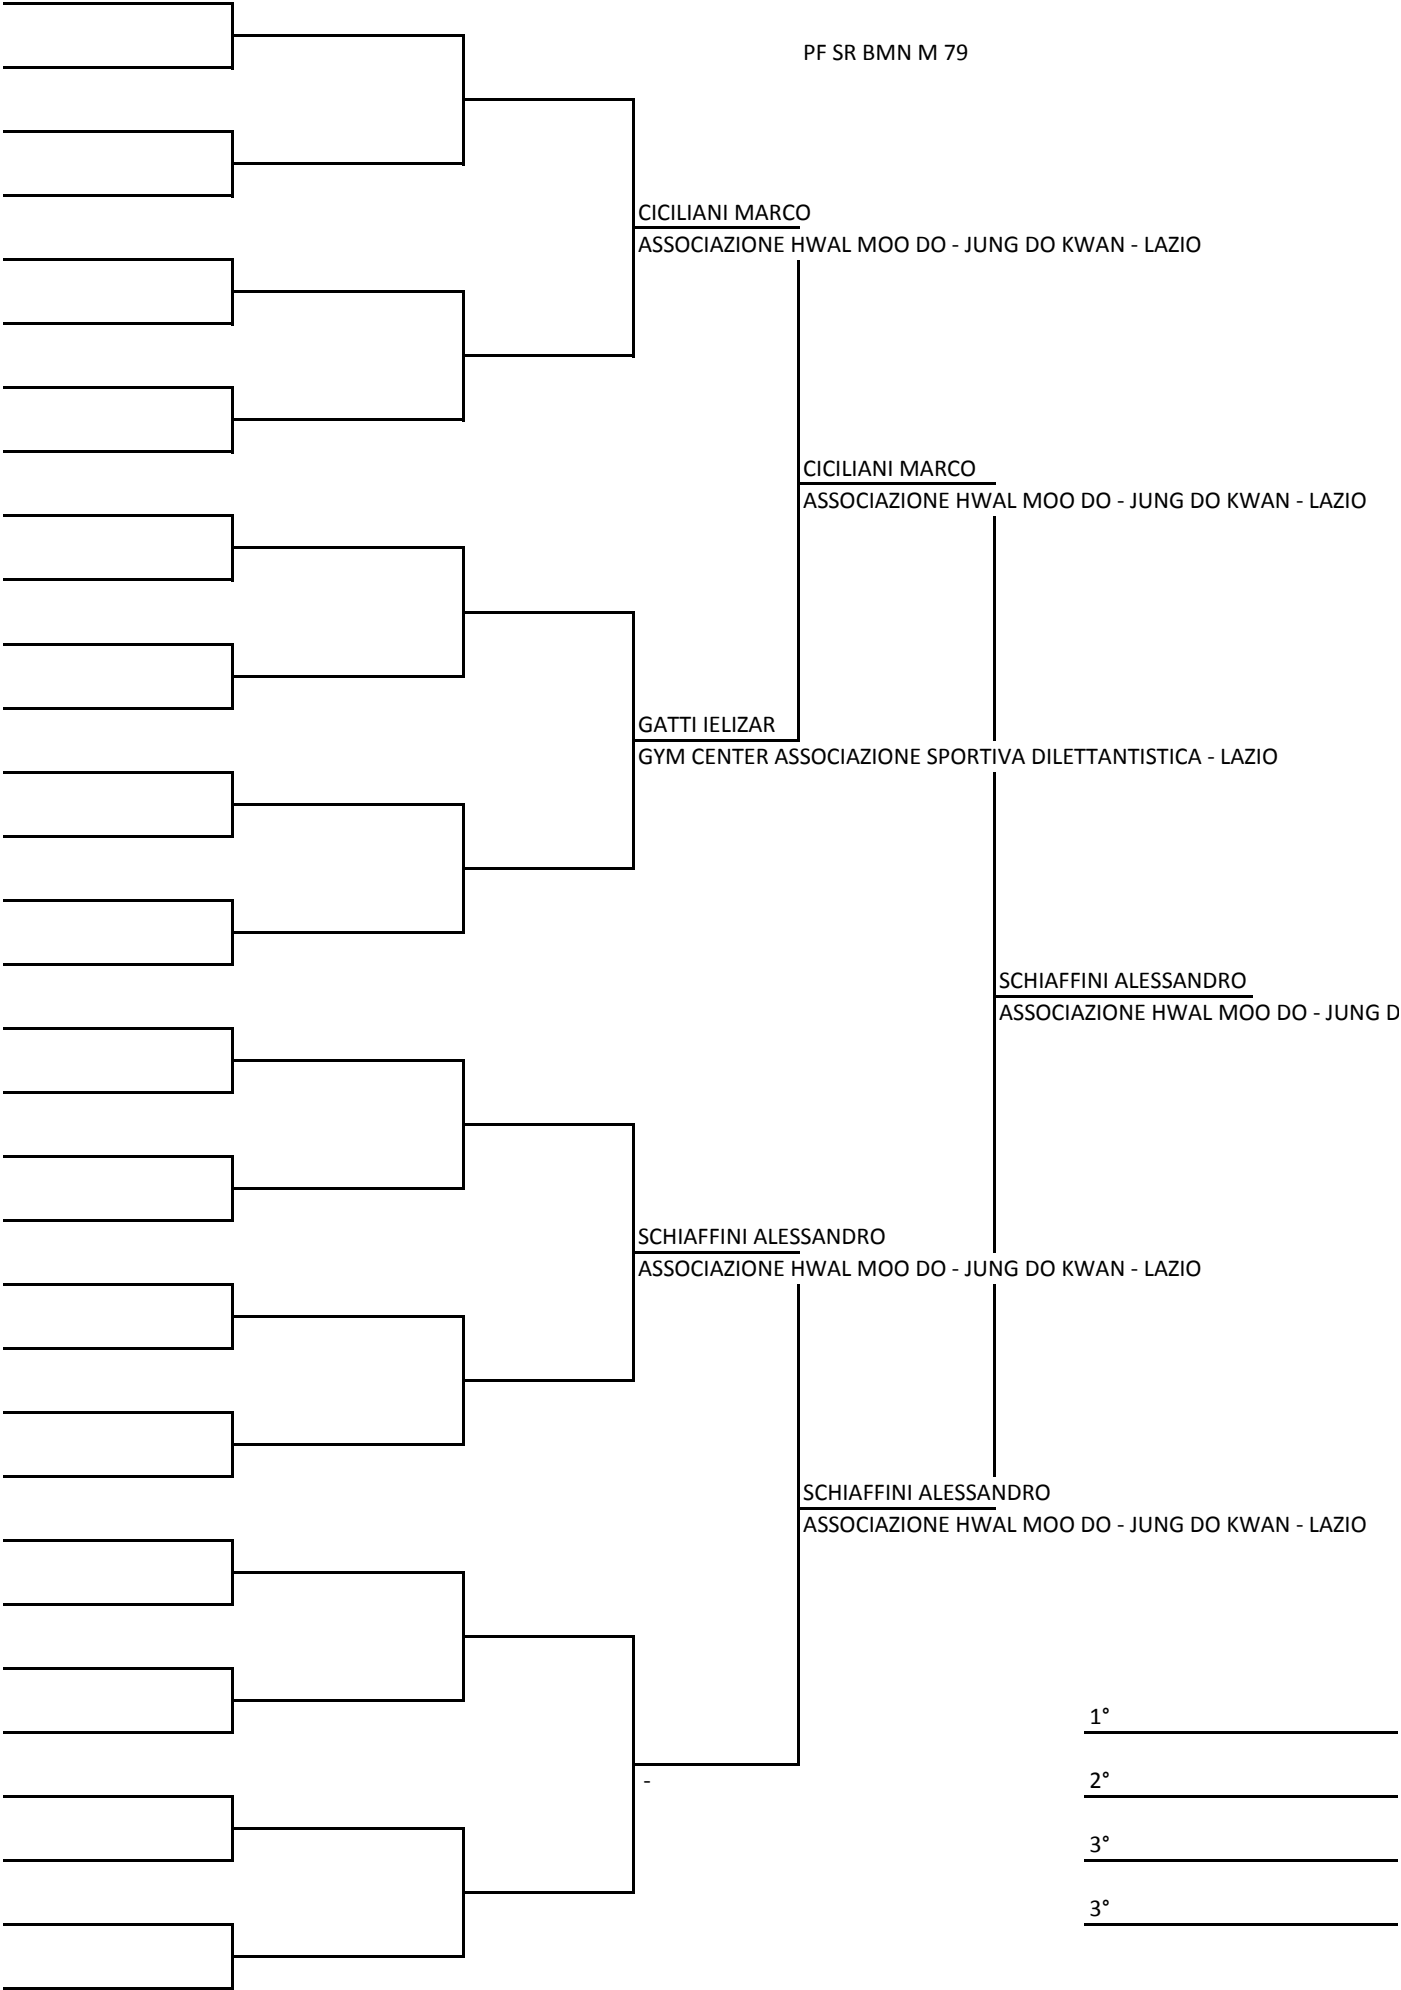 PF SR BMN M 79
CICILIANI MARCO
ASSOCIAZIONE HWAL MOO DO - JUNG DO KWAN - LAZIO
CICILIANI MARCO
ASSOCIAZIONE HWAL MOO DO - JUNG DO KWAN - LAZIO
GATTI IELIZAR
GYM CENTER ASSOCIAZIONE SPORTIVA DILETTANTISTICA - LAZIO
SCHIAFFINI ALESSANDRO
ASSOCIAZIONE HWAL MOO DO - JUNG D
SCHIAFFINI ALESSANDRO
ASSOCIAZIONE HWAL MOO DO - JUNG DO KWAN - LAZIO
SCHIAFFINI ALESSANDRO
ASSOCIAZIONE HWAL MOO DO - JUNG DO KWAN - LAZIO
1°
-
2°
3°
3°